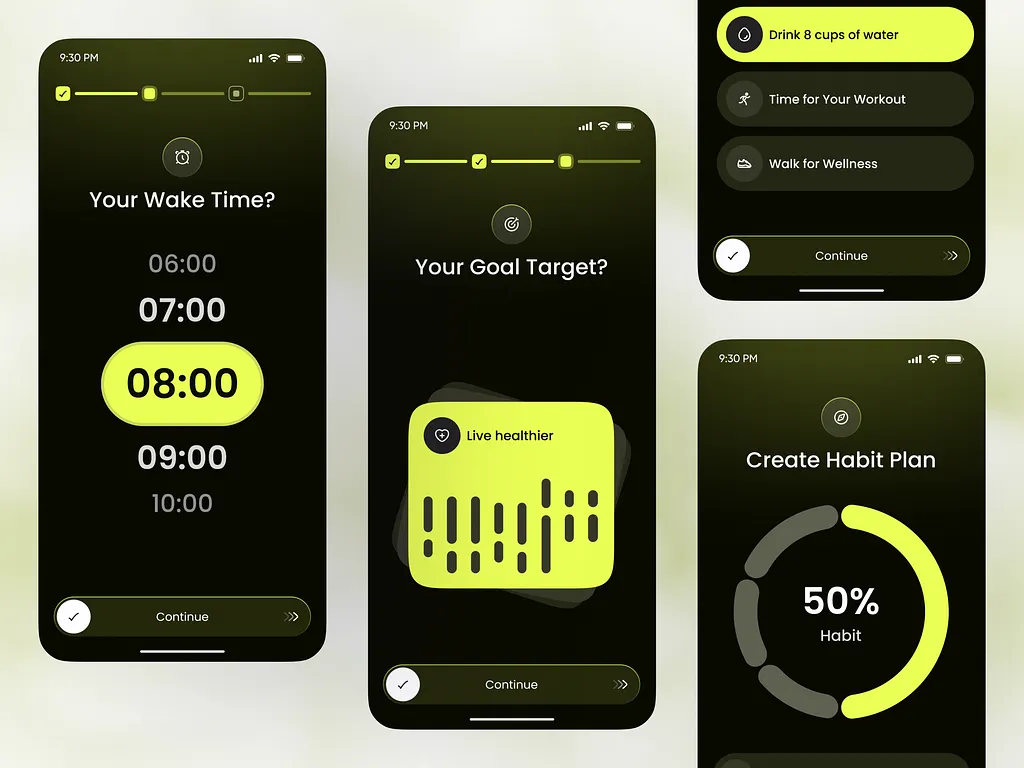 9:30 PM
Your Wake Time?
06:00
07:00
08:00
09:00
10:00
Continue
9:30 PM
Your Goal Target?
Live healthier
Continue
Drink 8 cups of water
Time for Your Workout
Walk for Wellness
Continue
9:30 PM
Create Habit Plan
50%
Habit